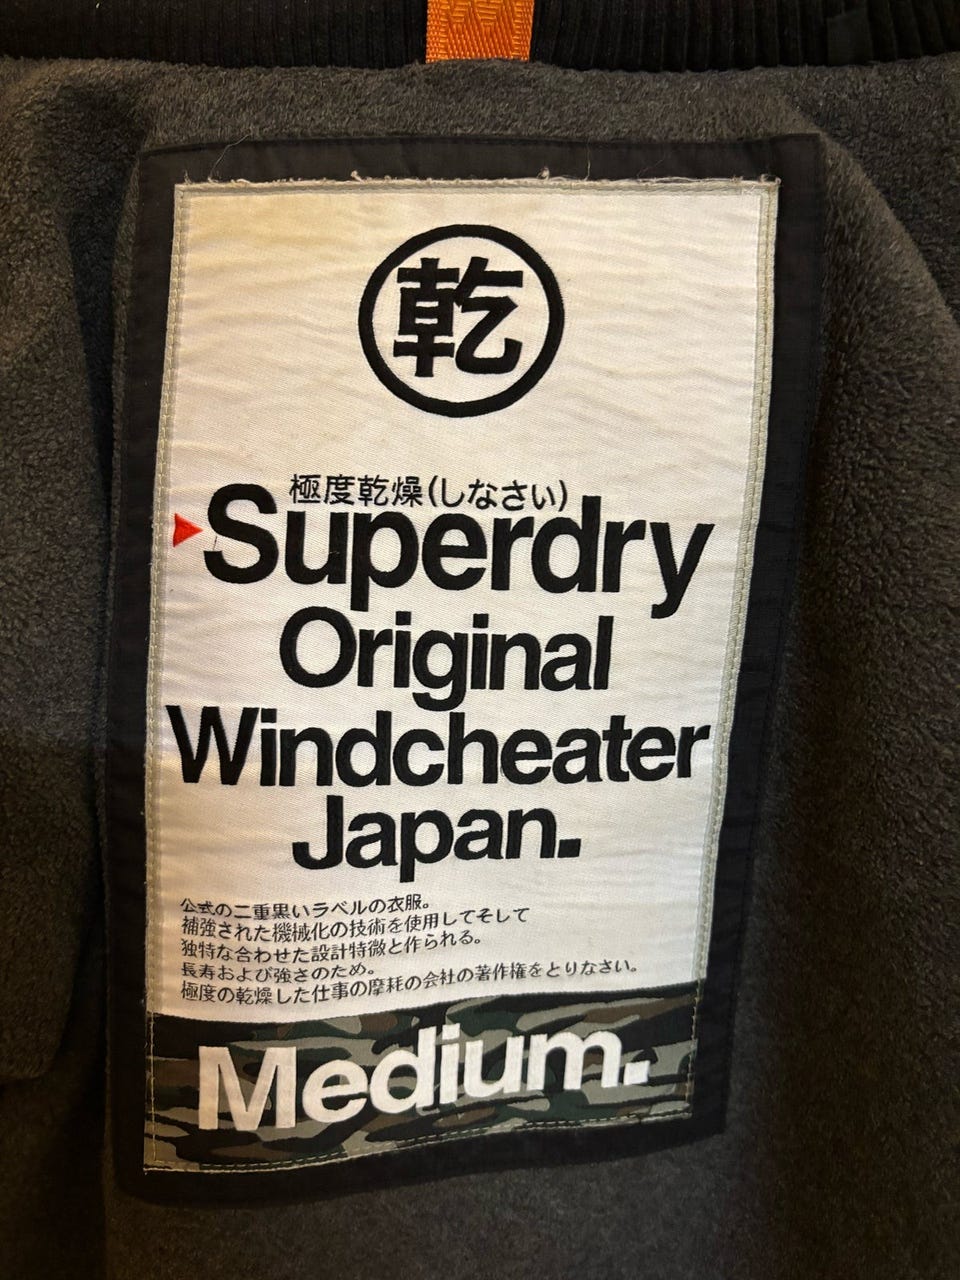 乾
極度乾燥(しなさい)
Superdry
Original
Windcheater
Japan.
公式の二重黒いラベルの衣服。
補強された機械化の技術を使用してそして
独特な合わせた設計特徴と作られる。
長寿および強さのため。
極度の乾燥した仕事の摩耗の会社の著作権をとりなさい。
Medium.